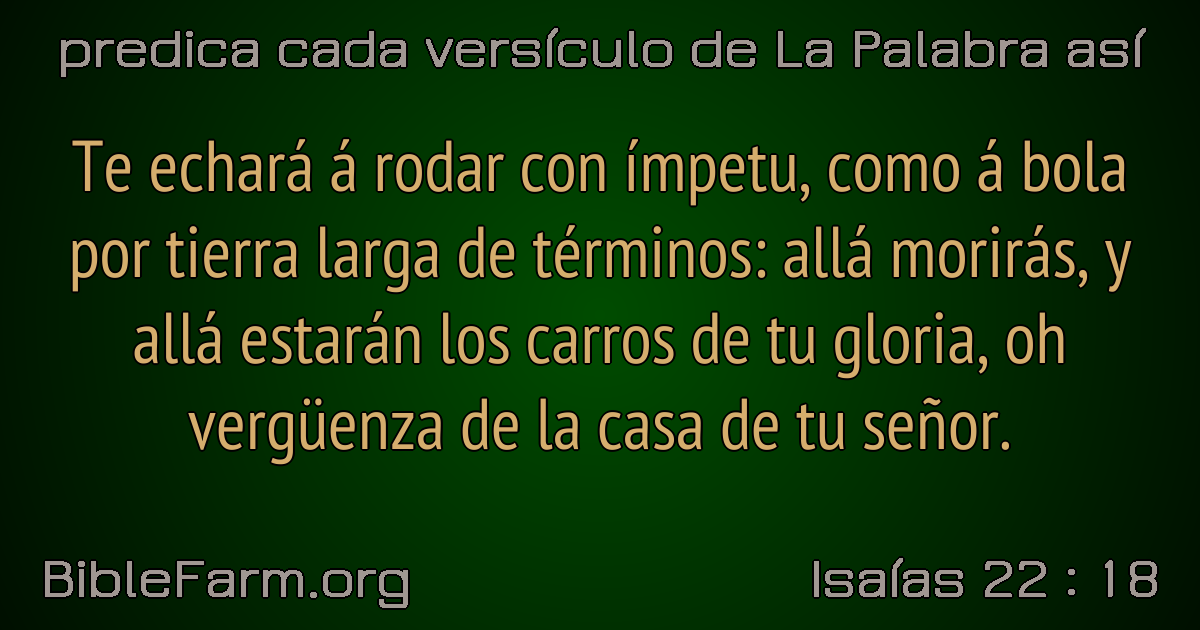 predica cada versículo de La Palabra así
Te echará á rodar con ímpetu, como á bola
por tierra larga de términos: allá morirás, y
allá estarán los carros de tu gloria, oh
vergüenza de la casa de tu señor.
BibleFarm.org
Isaías 22 : 18